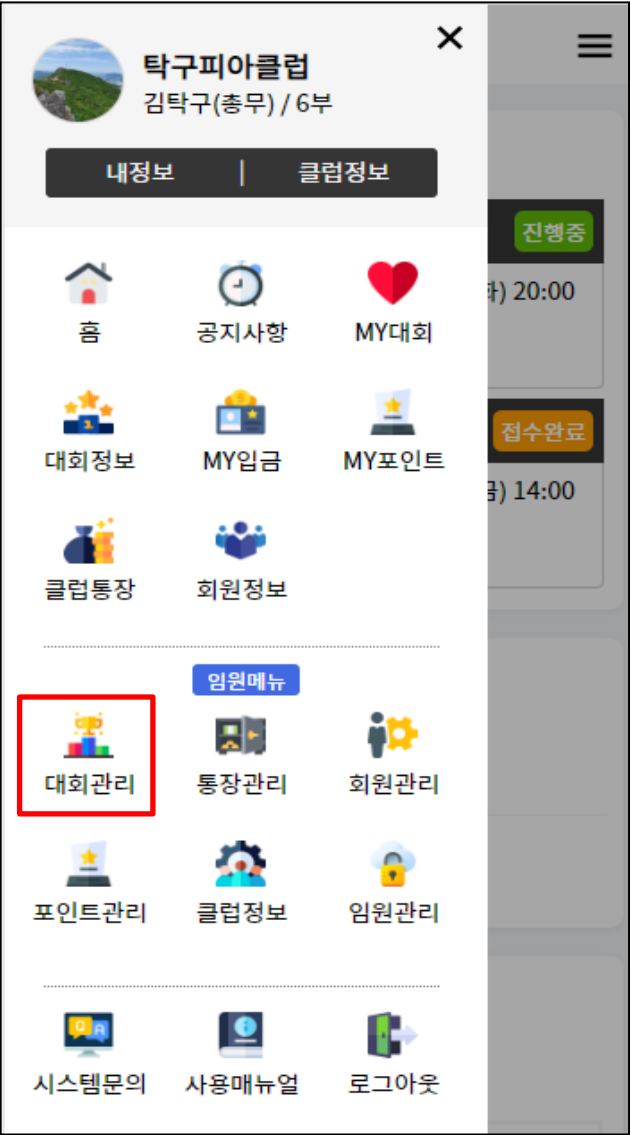 탁구피아클럽
김탁구(총무) / 6부
내정보 | 클럽정보
진행중
20:00
홈 공지사항 MY대회
대회정보 MY입금 MY포인트
접수완료
14:00
클럽통장 회원정보
임원메뉴
대회관리 통장관리 회원관리
포인트관리 클럽정보 임원관리
Q A
시스템문의 사용매뉴얼 로그아웃